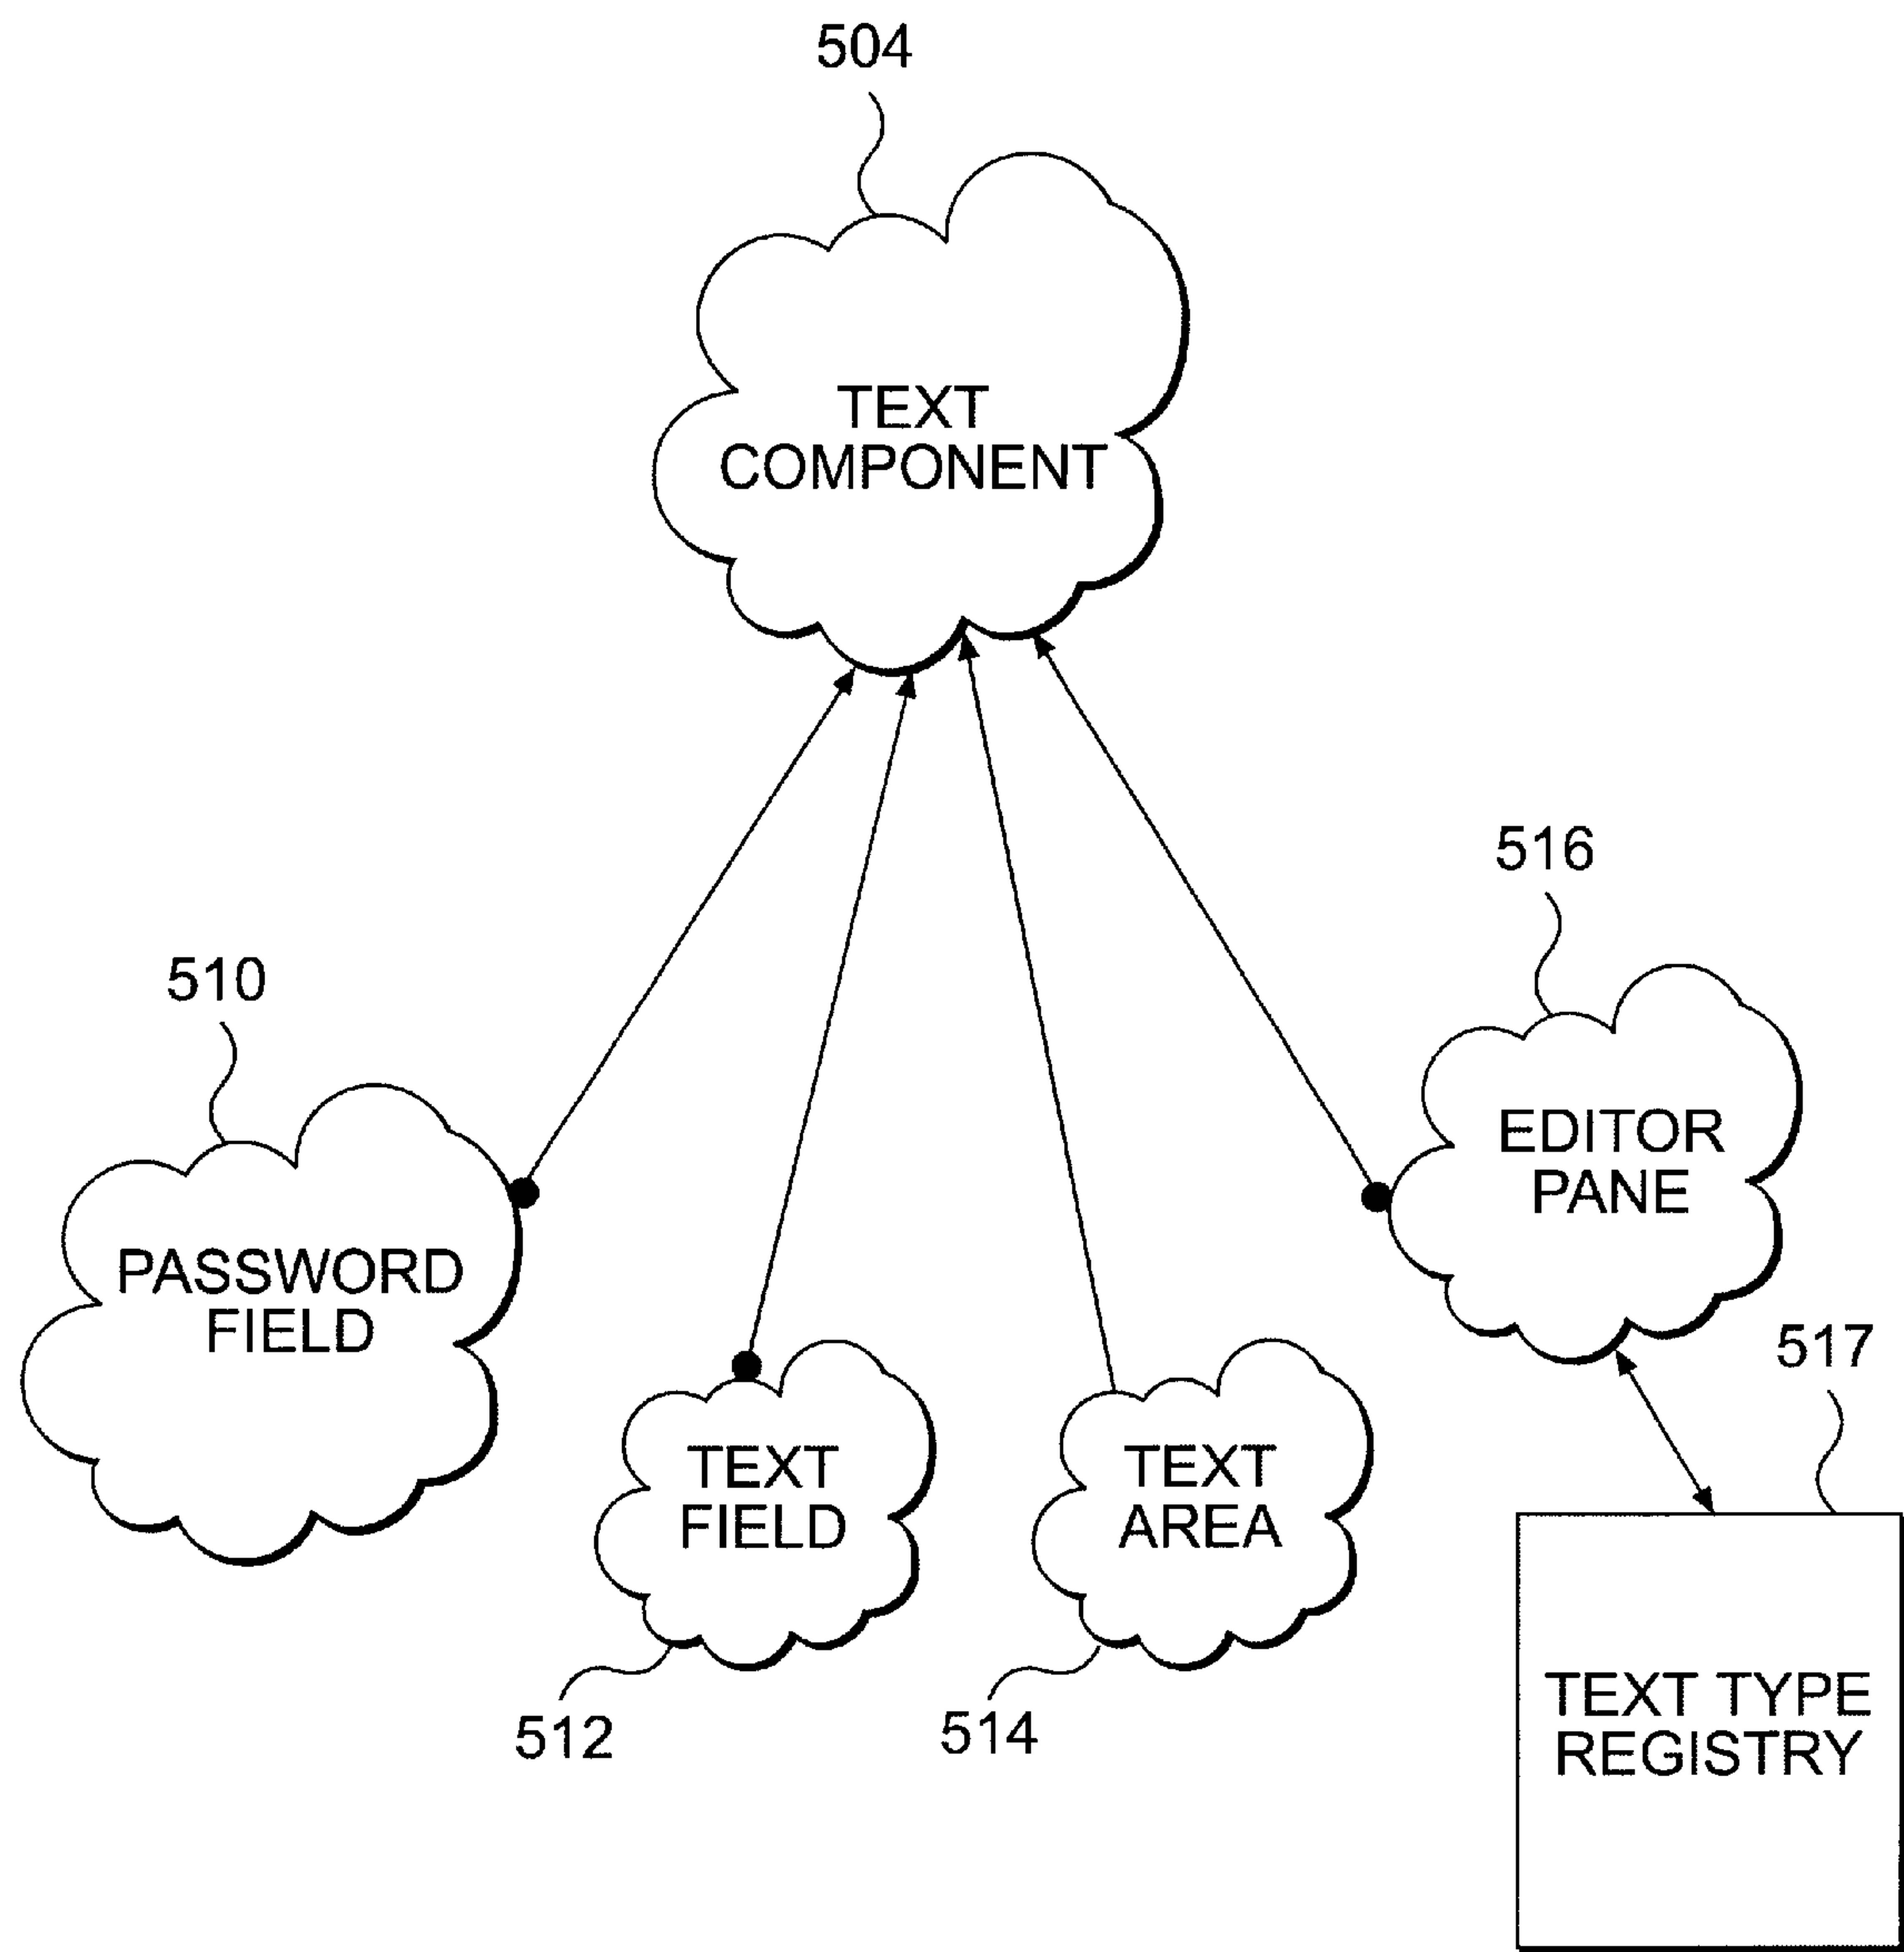 504
TEXT
COMPONENT
516
510
EDITOR
PANE
PASSWORD
FIELD
517
TEXT
FIELD
TEXT
AREA
512
514
TEXT TYPE
REGISTRY